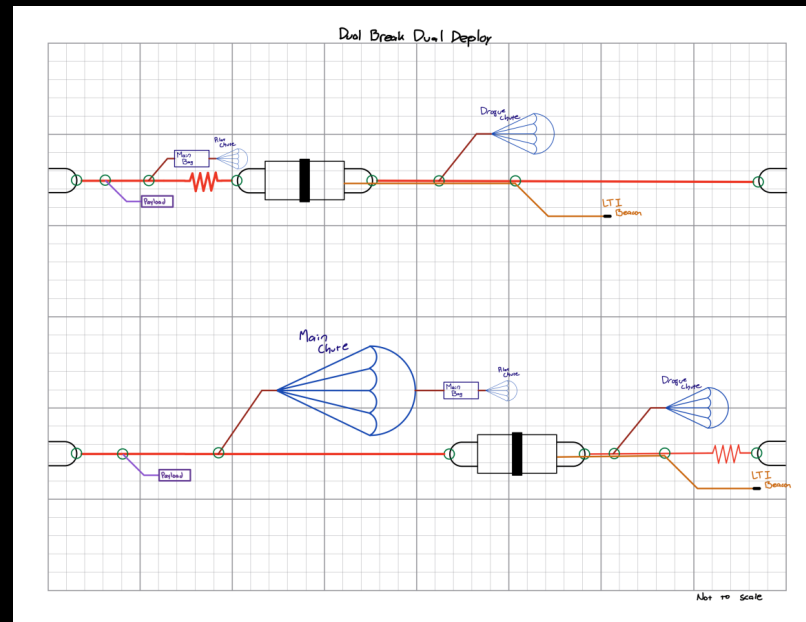 Dual Break Dual Deploy
Drogue
Chute
Pilot
Chute
Main
Bag
Payload
LTI
Beacon
Main
Chute
Pilot
Chute
Main
Bag
Drogue
Chute
Payload
LTI
Beacon
Not to scale